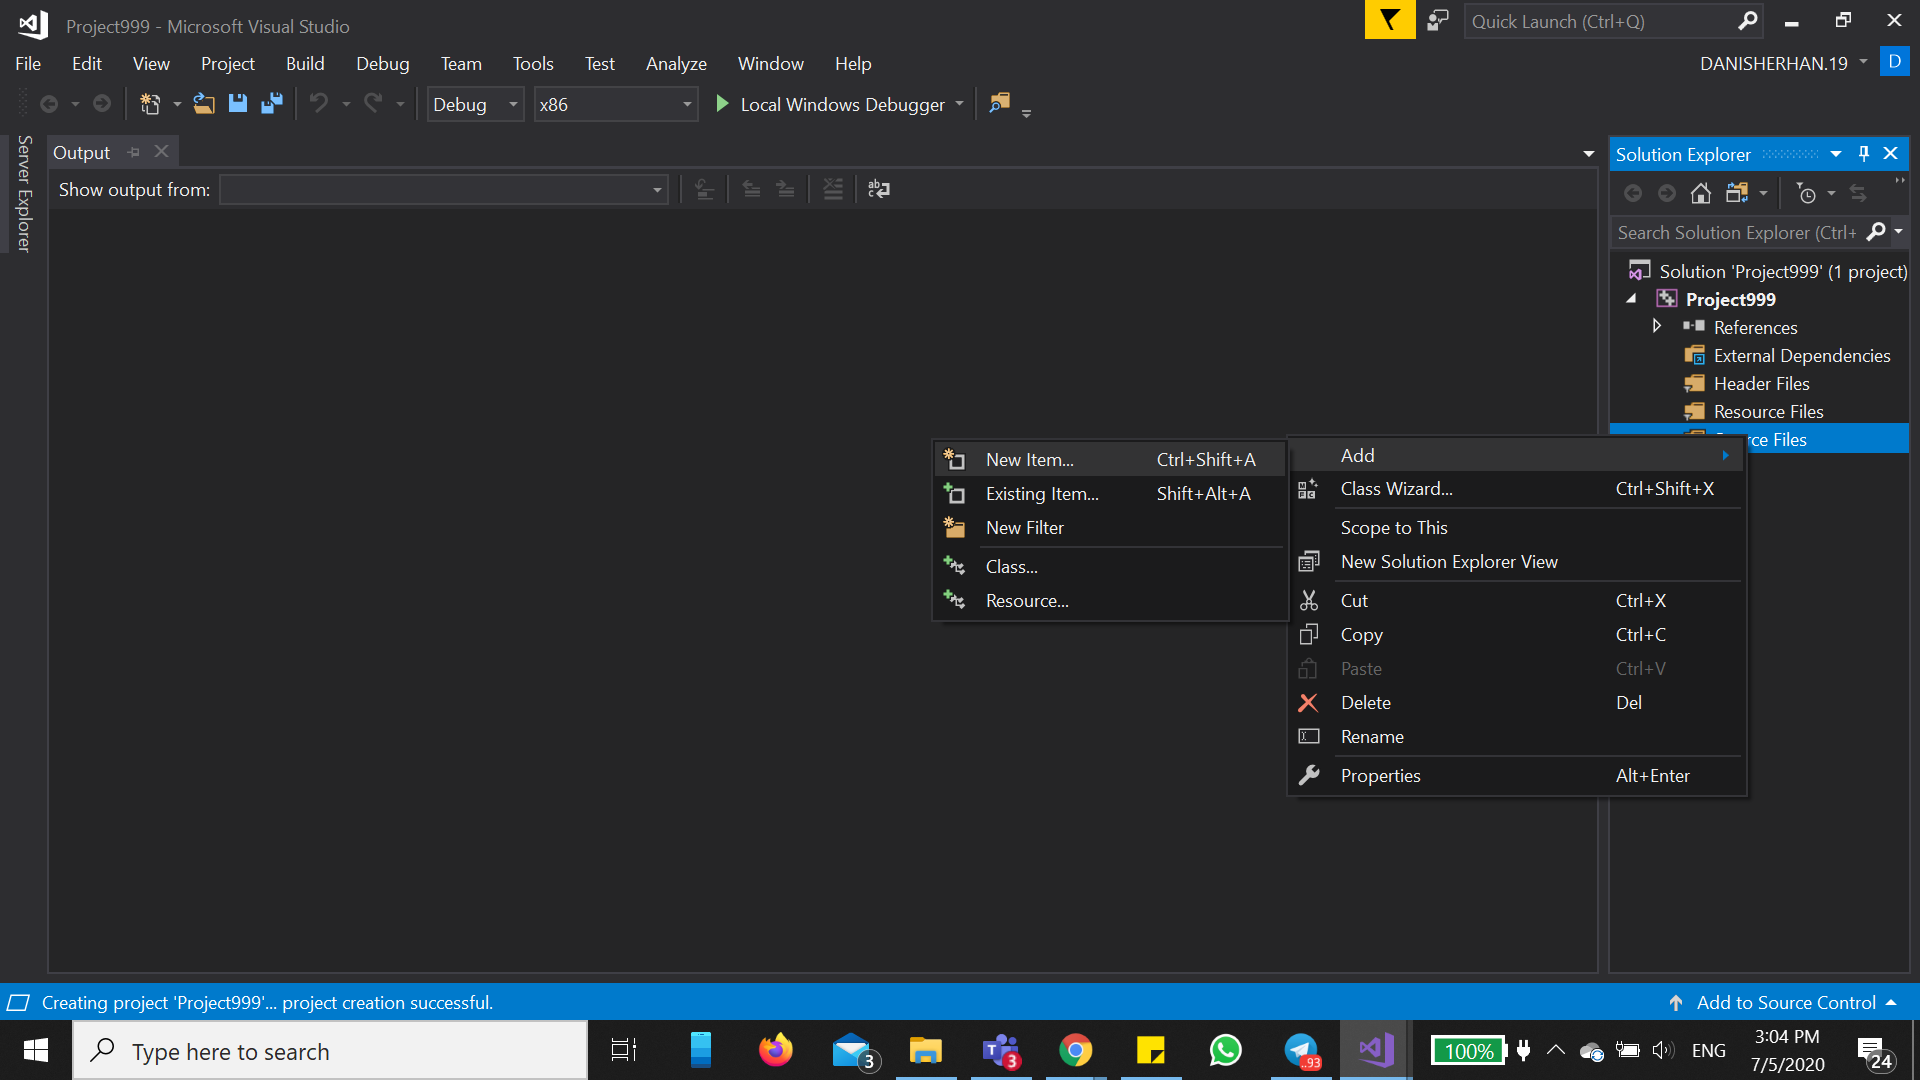 Project999 - Microsoft Visual Studio
Quick Launch (Ctrl+Q)
File Edit View Project Build Debug Team Tools Test Analyze Window Help
DANISHERHAN.19 D
Debug x86 Local Windows Debugger
Server Explorer
Output
Show output from:
Solution Explorer
Search Solution Explorer (Ctrl+
Solution 'Project999' (1 project)
Project999
References
External Dependencies
Header Files
Resource Files
rce Files
New Item... Ctrl+Shift+A
Existing Item... Shift+Alt+A
New Filter
Class...
Resource...
Add
Class Wizard... Ctrl+Shift+X
Scope to This
New Solution Explorer View
Cut Ctrl+X
Copy Ctrl+C
Paste Ctrl+V
Delete Del
Rename
Properties Alt+Enter
Creating project 'Project999'... project creation successful.
Add to Source Control
Type here to search
3
3
..93
100%
ENG
3:04 PM
7/5/2020
24